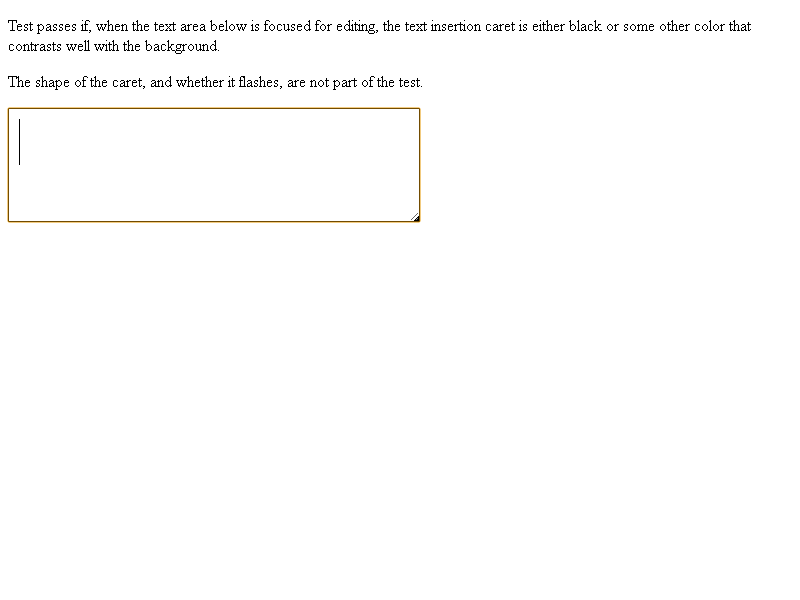 Test passes if, when the text area below is focused for editing, the text insertion caret is either black or some other color that
contrasts well with the background.
The shape of the caret, and whether it flashes, are not part of the test.